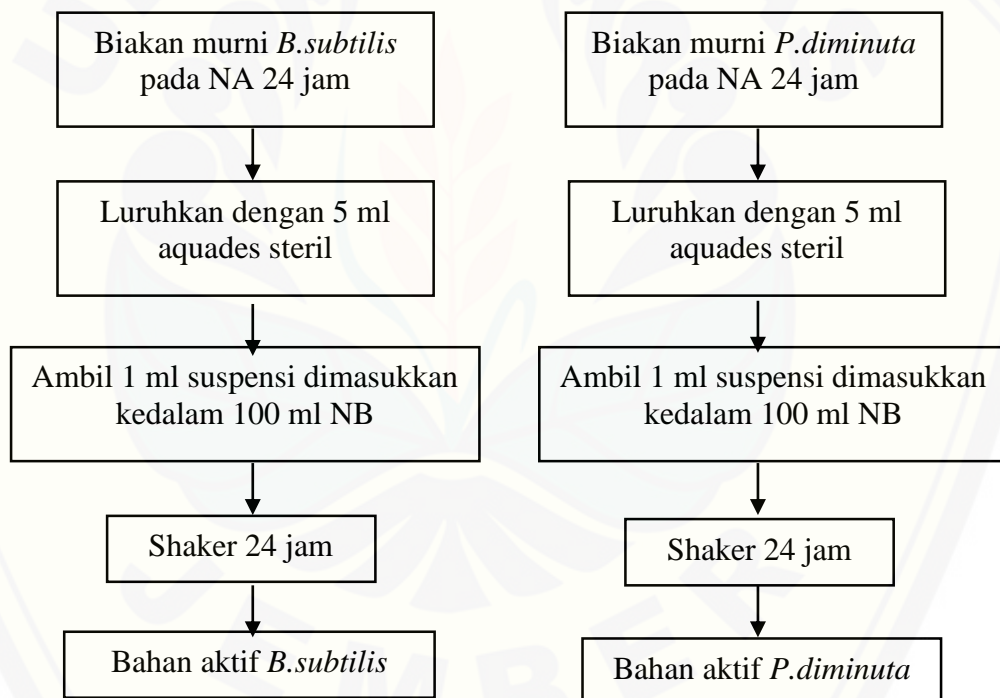 Biakan murni B.subtilis
pada NA 24 jam
Luruhkan dengan 5 ml
aquades steril
Ambil 1 ml suspensi dimasukkan
kedalam 100 ml NB
Shaker 24 jam
Bahan aktif B.subtilis
Biakan murni P.diminuta
pada NA 24 jam
Luruhkan dengan 5 ml
aquades steril
Ambil 1 ml suspensi dimasukkan
kedalam 100 ml NB
Shaker 24 jam
Bahan aktif P.diminuta